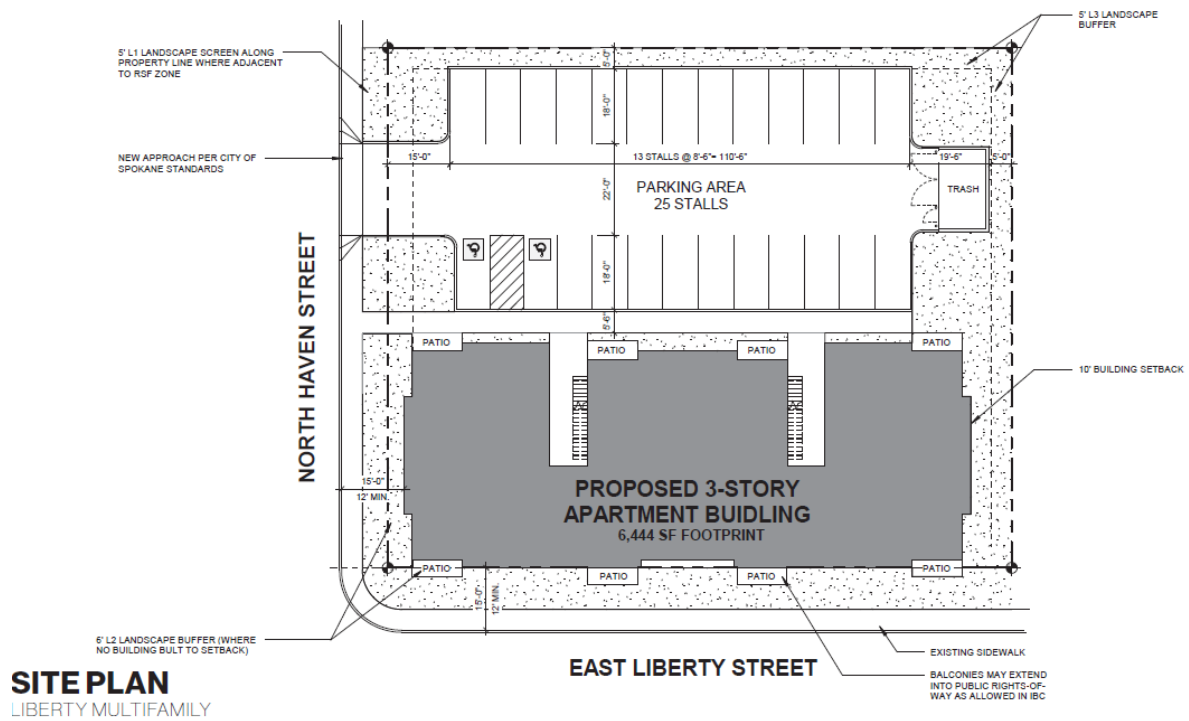 5' L3 LANDSCAPE
BUFFER
5' L1 LANDSCAPE SCREEN ALONG
PROPERTY LINE WHERE ADJACENT
TO RSF ZONE
5'-0"
18'-0"
NEW APPROACH PER CITY OF
SPOKANE STANDARDS
15'-0"
13 STALLS @ 8'-6"= 110'-6"
19'-6"
5'-0"
22'-0"
PARKING AREA
25 STALLS
TRASH
18'-0"
5'-6"
NORTH HAVEN STREET
PATIO
PATIO
PATIO
PATIO
10' BUILDING SETBACK
15'-0"
12' MIN.
PROPOSED 3-STORY
APARTMENT BUIDLING
6,444 SF FOOTPRINT
PATIO
PATIO
PATIO
PATIO
15'-0"
12' MIN.
6' L2 LANDSCAPE BUFFER (WHERE
NO BUILDING BULT TO SETBACK)
EAST LIBERTY STREET
EXISTING SIDEWALK
BALCONIES MAY EXTEND
INTO PUBLIC RIGHTS-OF-
WAY AS ALLOWED IN IBC
SITE PLAN
LIBERTY MULTIFAMILY